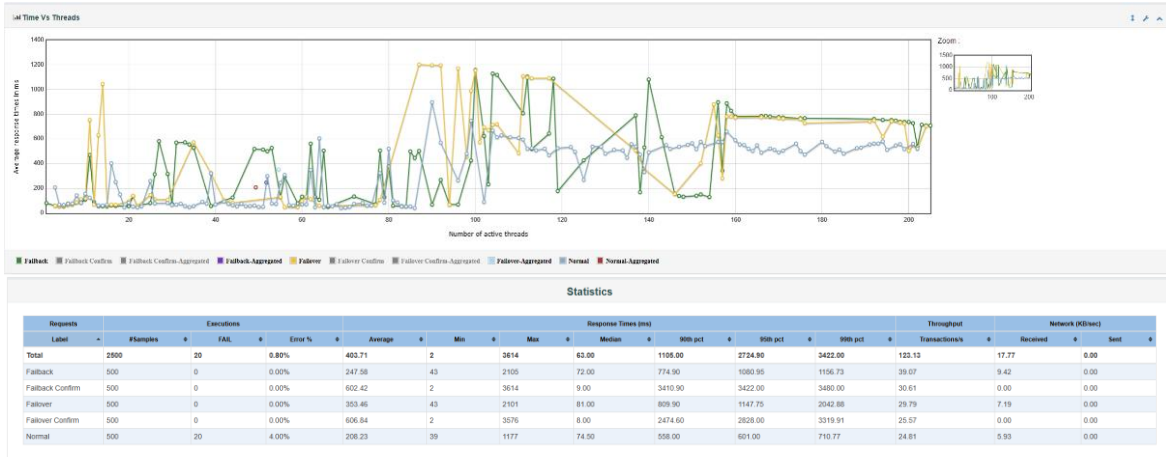 Time Vs Threads
Zoom :
1400
1200
1000
800
600
400
200
0
Average response times in ms
20 40 60 80 100 120 140 160 180 200
Number of active threads
1500
1000
500
0
100 200
Failback Failback Confirm Failback Confirm-Aggregated Failback-Aggregated Failover Failover Confirm Failover Confirm-Aggregated Failover-Aggregated Normal Normal-Aggregated
Statistics
Requests Executions Response Times (ms) Throughput Network (KB/sec)
Label #Samples FAIL Error % Average Min Max Median 90th pct 95th pct 99th pct Transactions/s Received Sent
Total 2500 20 0.80% 403.71 2 3614 63.00 1105.00 2724.90 3422.00 123.13 17.77 0.00
Failback 500 0 0.00% 247.58 43 2105 72.00 774.90 1080.95 1156.73 39.07 9.42 0.00
Failback Confirm 500 0 0.00% 602.42 2 3614 9.00 3410.90 3422.00 3480.00 30.61 0.00 0.00
Failover 500 0 0.00% 353.46 43 2101 81.00 809.90 1147.75 2042.88 29.79 7.19 0.00
Failover Confirm 500 0 0.00% 606.84 2 3576 8.00 2474.60 2828.00 3319.91 25.57 0.00 0.00
Normal 500 20 4.00% 208.23 39 1177 74.50 558.00 601.00 710.77 24.81 5.93 0.00